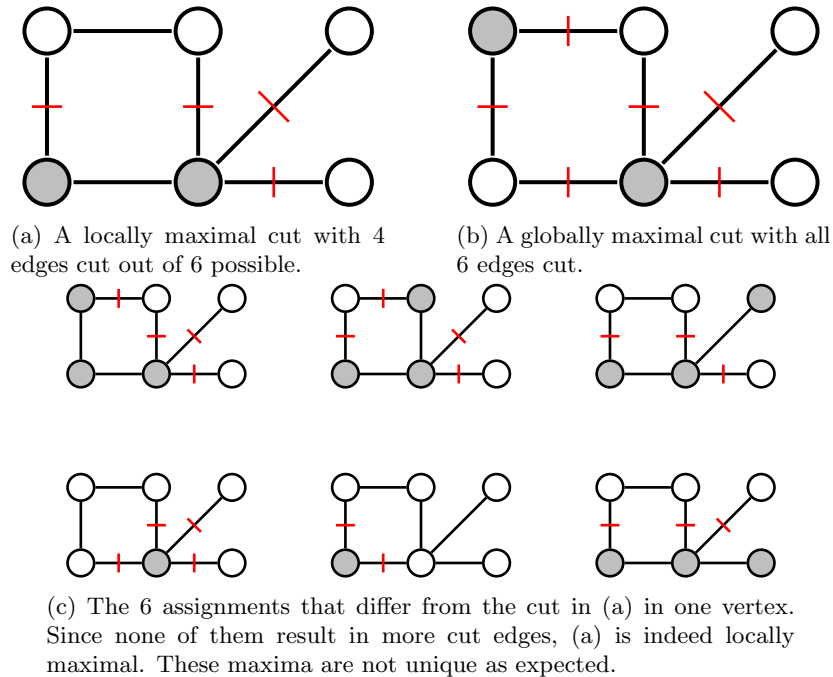 (a) A locally maximal cut with 4
edges cut out of 6 possible.
(b) A globally maximal cut with all
6 edges cut.
(c) The 6 assignments that differ from the cut in (a) in one vertex.
Since none of them result in more cut edges, (a) is indeed locally
maximal. These maxima are not unique as expected.